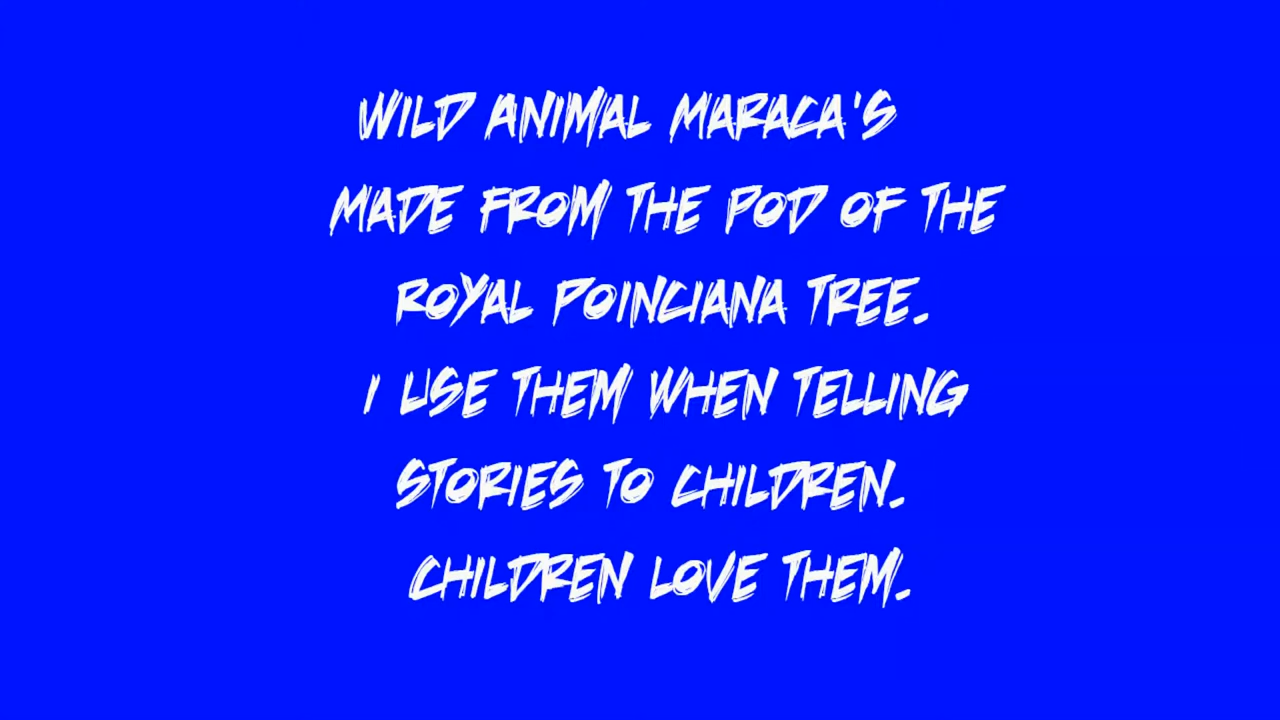 WILD ANIMAL MARACA'S
MADE FROM THE POD OF THE
ROYAL POINCIANA TREE.
I USE THEM WHEN TELLING
STORIES TO CHILDREN.
CHILDREN LOVE THEM.